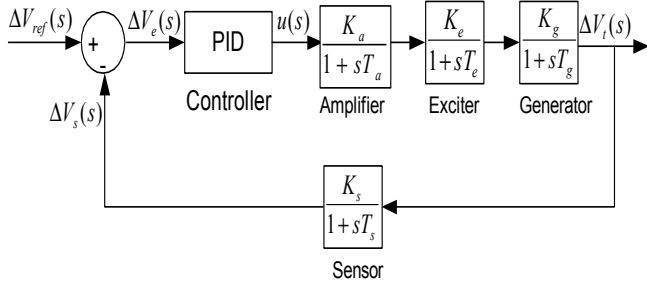 ΔV_ref(s)
+
-
ΔV_e(s)
PID
Controller
u(s)
K_a
1 + sT_a
Amplifier
K_e
1 + sT_e
Exciter
K_g
1 + sT_g
Generator
ΔV_t(s)
ΔV_s(s)
K_s
1 + sT_s
Sensor